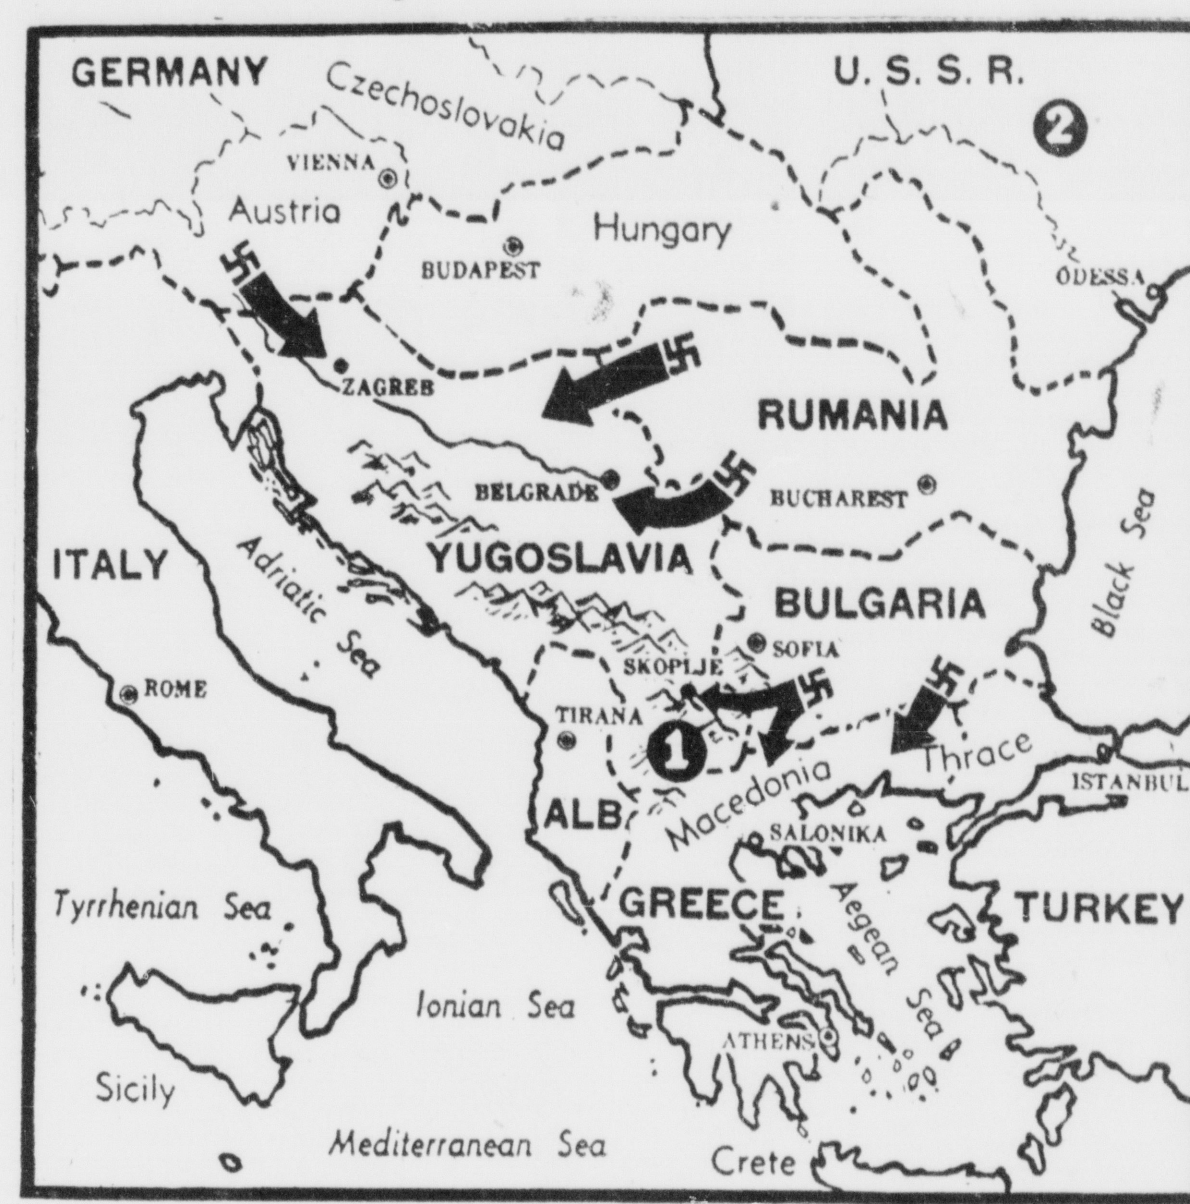 GERMANY
Czechoslovakia
U. S. S. R.
2
VIENNA
Austria
Hungary
BUDAPEST
ODESSA
ZAGREB
RUMANIA
BELGRADE
BUCHAREST
ITALY
Adriatic Sea
YUGOSLAVIA
BULGARIA
Black Sea
SOFIA
SKOPLJE
ROME
TIRANA
1
Macedonia
Thrace
ISTANBUL
ALB
SALONIKA
Tyrrhenian Sea
GREECE
Aegean Sea
TURKEY
Ionian Sea
ATHENS
Sicily
Mediterranean Sea
Crete